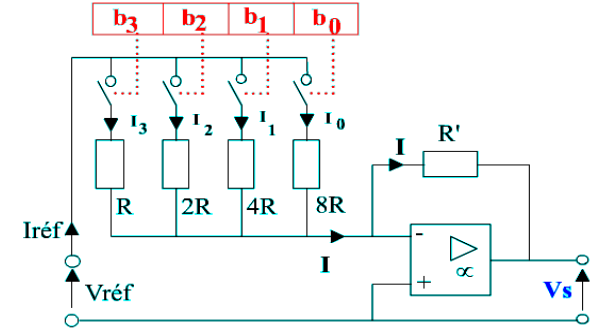 b3 b2 b1 b0
I3 I2 I1 I0
I R'
R 2R 4R 8R
Iréf
I
-
∝
+
Vréf
Vs